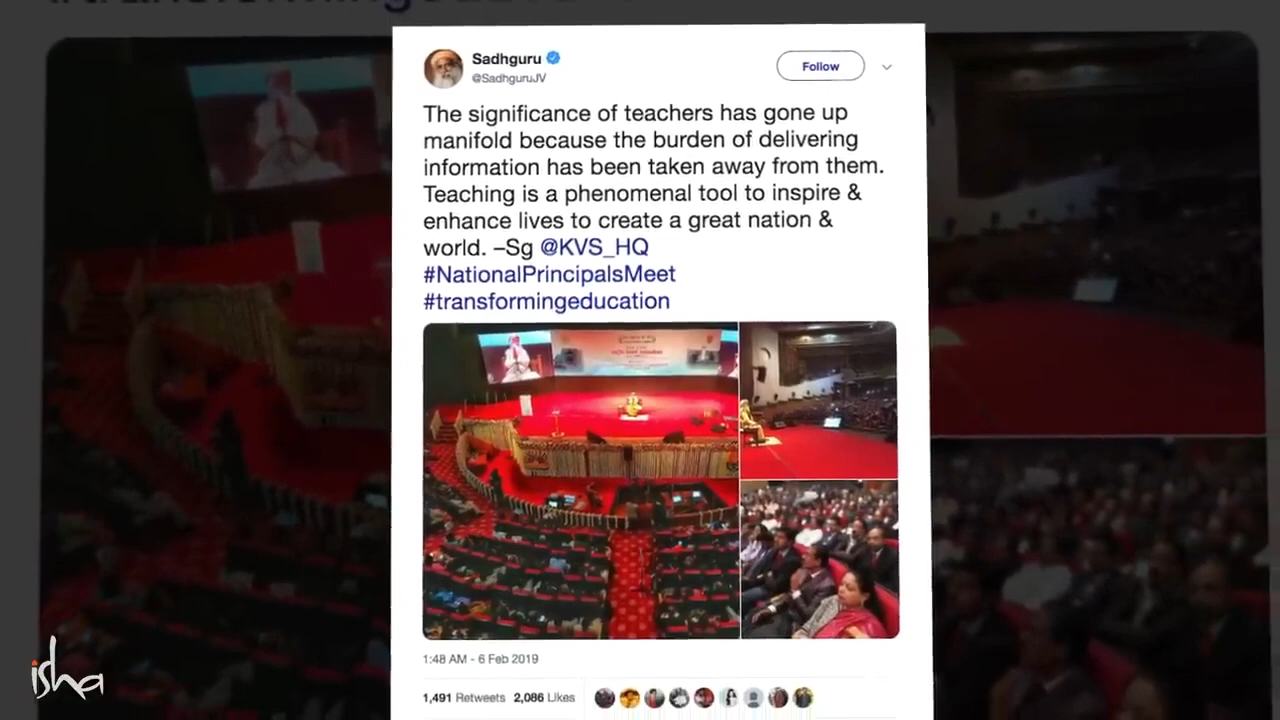 Sadhguru
Follow
@SadhguruJV
The significance of teachers has gone up
manifold because the burden of delivering
information has been taken away from them.
Teaching is a phenomenal tool to inspire &
enhance lives to create a great nation &
world. –Sg @KVS_HQ
#NationalPrincipalsMeet
#transformingeducation
1:48 AM - 6 Feb 2019
1,491 Retweets 2,086 Likes
isha